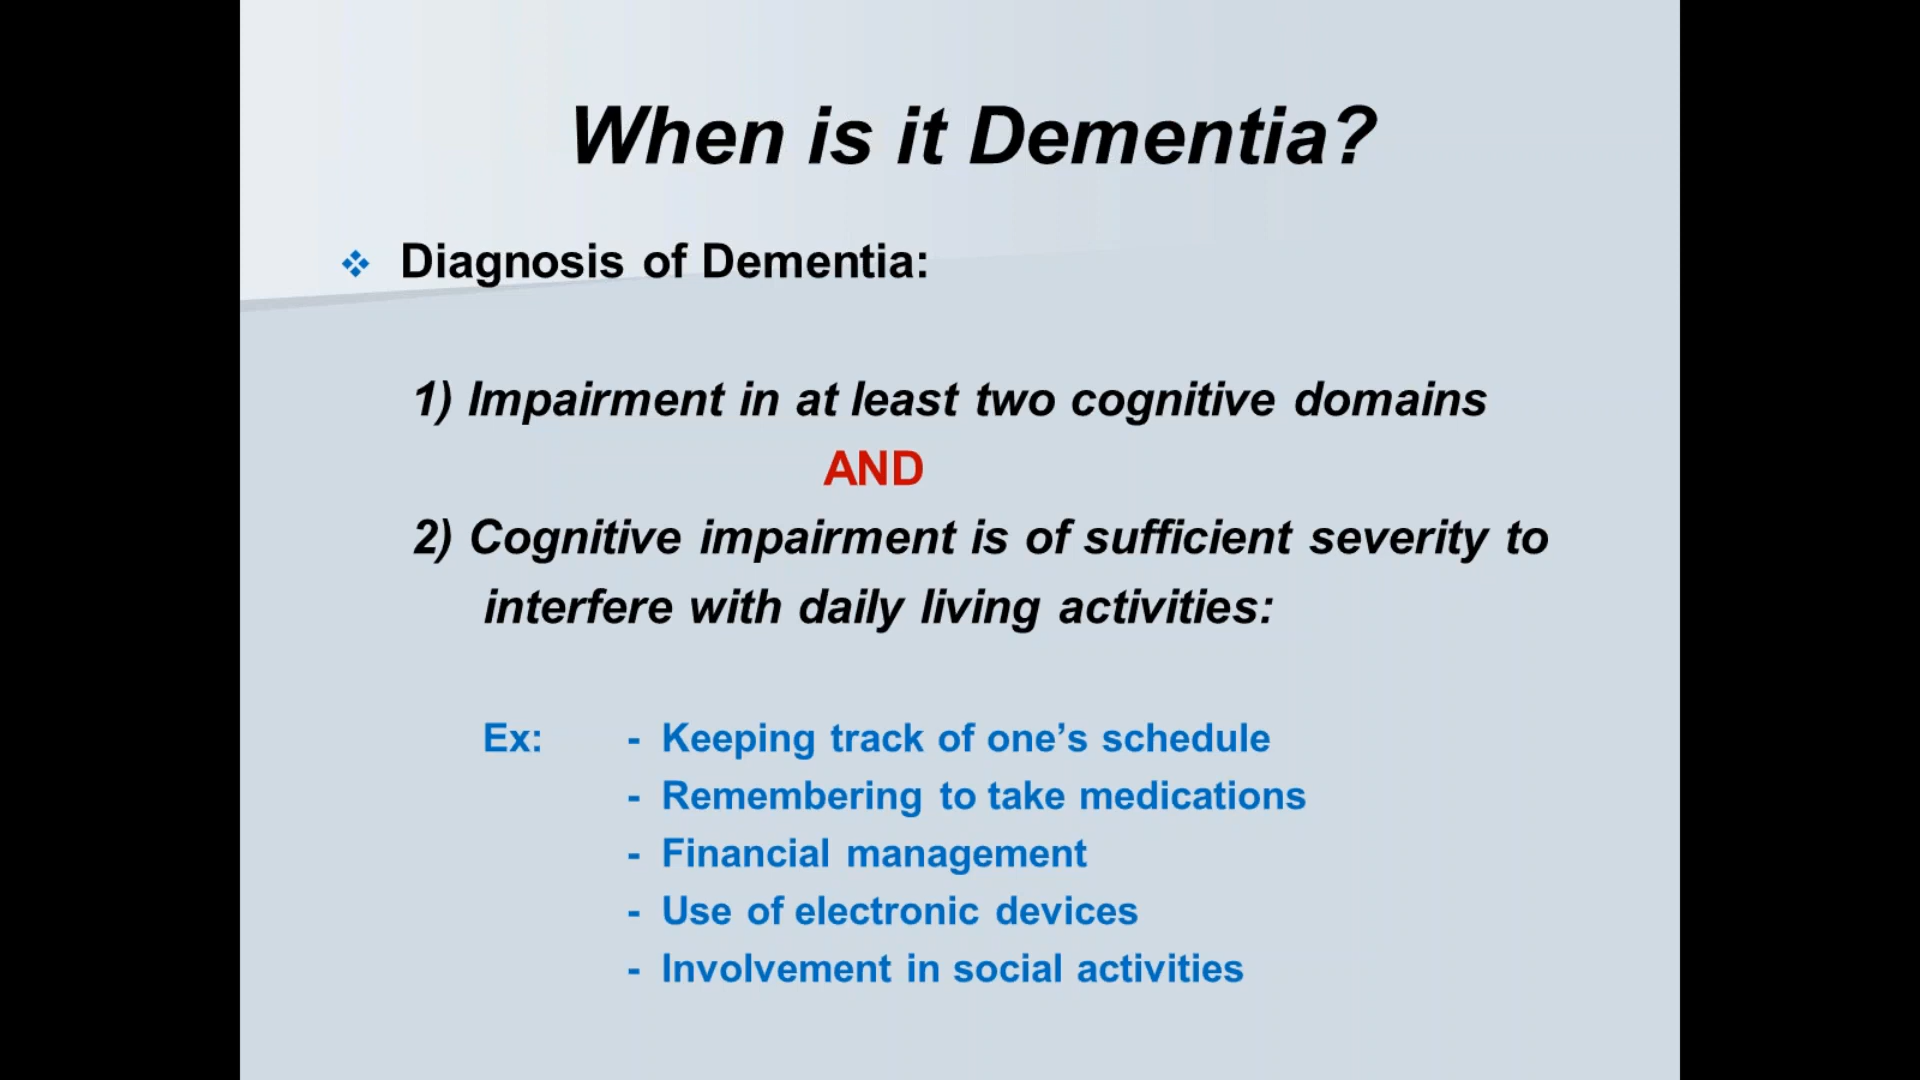 When is it Dementia?
❖ Diagnosis of Dementia:
1) Impairment in at least two cognitive domains
AND
2) Cognitive impairment is of sufficient severity to
interfere with daily living activities:
Ex: - Keeping track of one’s schedule
- Remembering to take medications
- Financial management
- Use of electronic devices
- Involvement in social activities